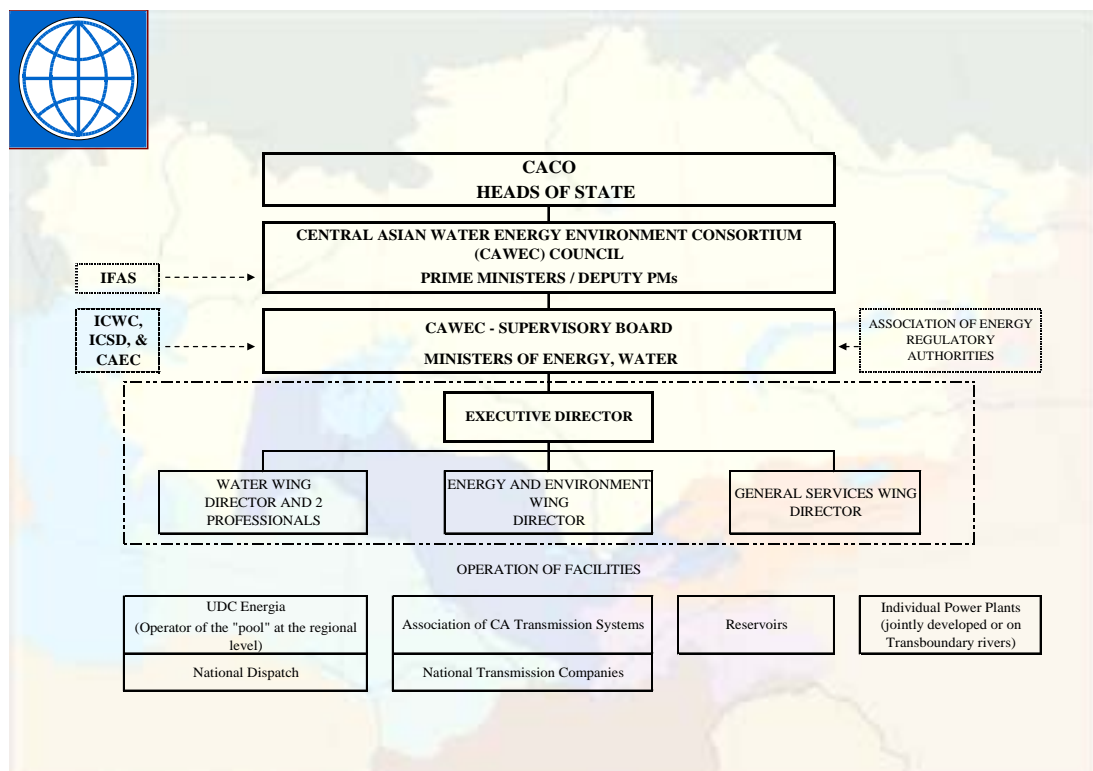 CACO
HEADS OF STATE
CENTRAL ASIAN WATER ENERGY ENVIRONMENT CONSORTIUM
(CAWEC) COUNCIL
PRIME MINISTERS / DEPUTY PMs
IFAS
ICWC,
ICSD, &
CAEC
CAWEC - SUPERVISORY BOARD
MINISTERS OF ENERGY, WATER
ASSOCIATION OF ENERGY
REGULATORY
AUTHORITIES
EXECUTIVE DIRECTOR
WATER WING
DIRECTOR AND 2
PROFESSIONALS
ENERGY AND ENVIRONMENT
WING
DIRECTOR
GENERAL SERVICES WING
DIRECTOR
OPERATION OF FACILITIES
UDC Energia
(Operator of the "pool" at the regional
level)
National Dispatch
Association of CA Transmission Systems
National Transmission Companies
Reservoirs
Individual Power Plants
(jointly developed or on
Transboundary rivers)